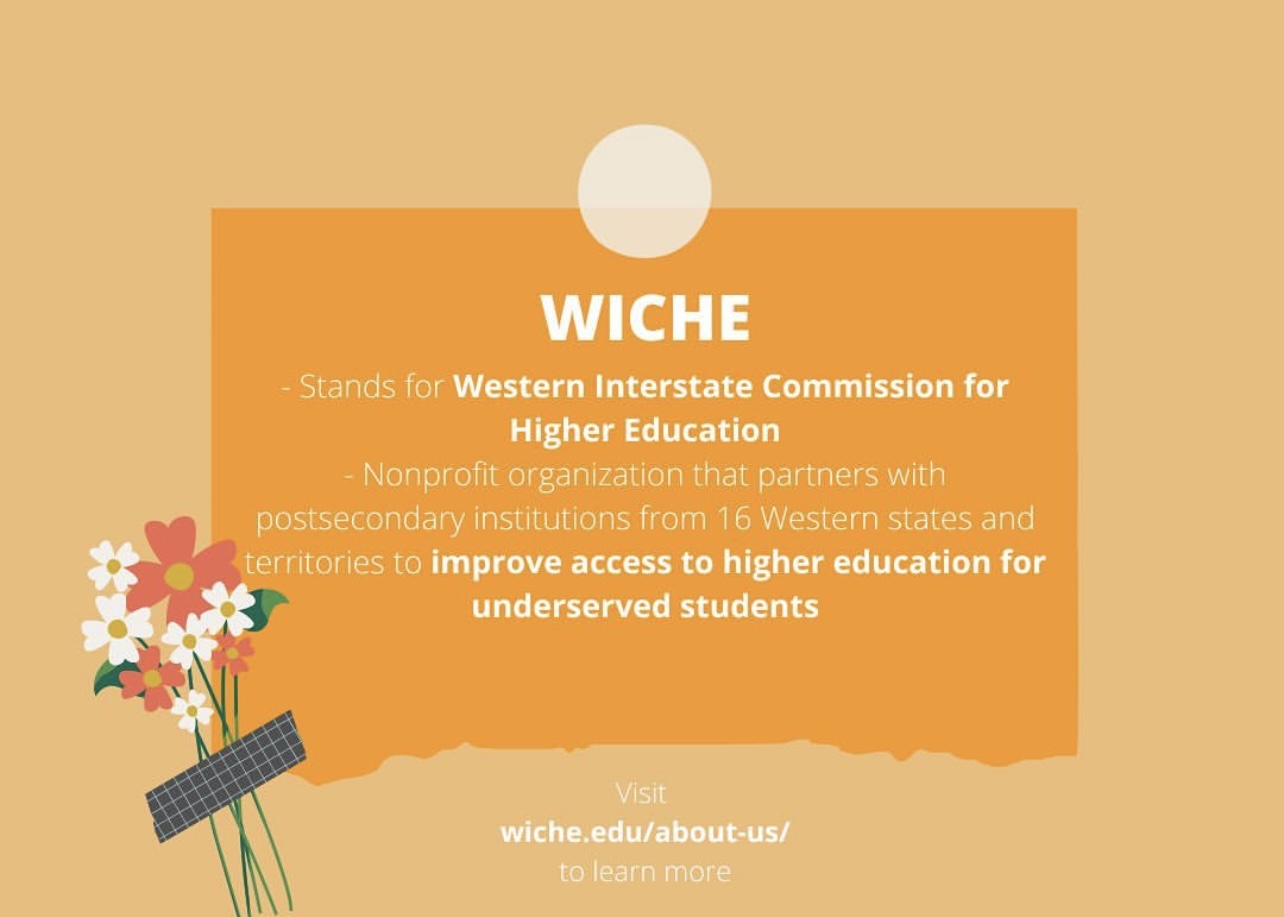 WICHE
- Stands for Western Interstate Commission for
Higher Education
- Nonprofit organization that partners with
postsecondary institutions from 16 Western states and
territories to improve access to higher education for
underserved students
Visit
wiche.edu/about-us/
to learn more